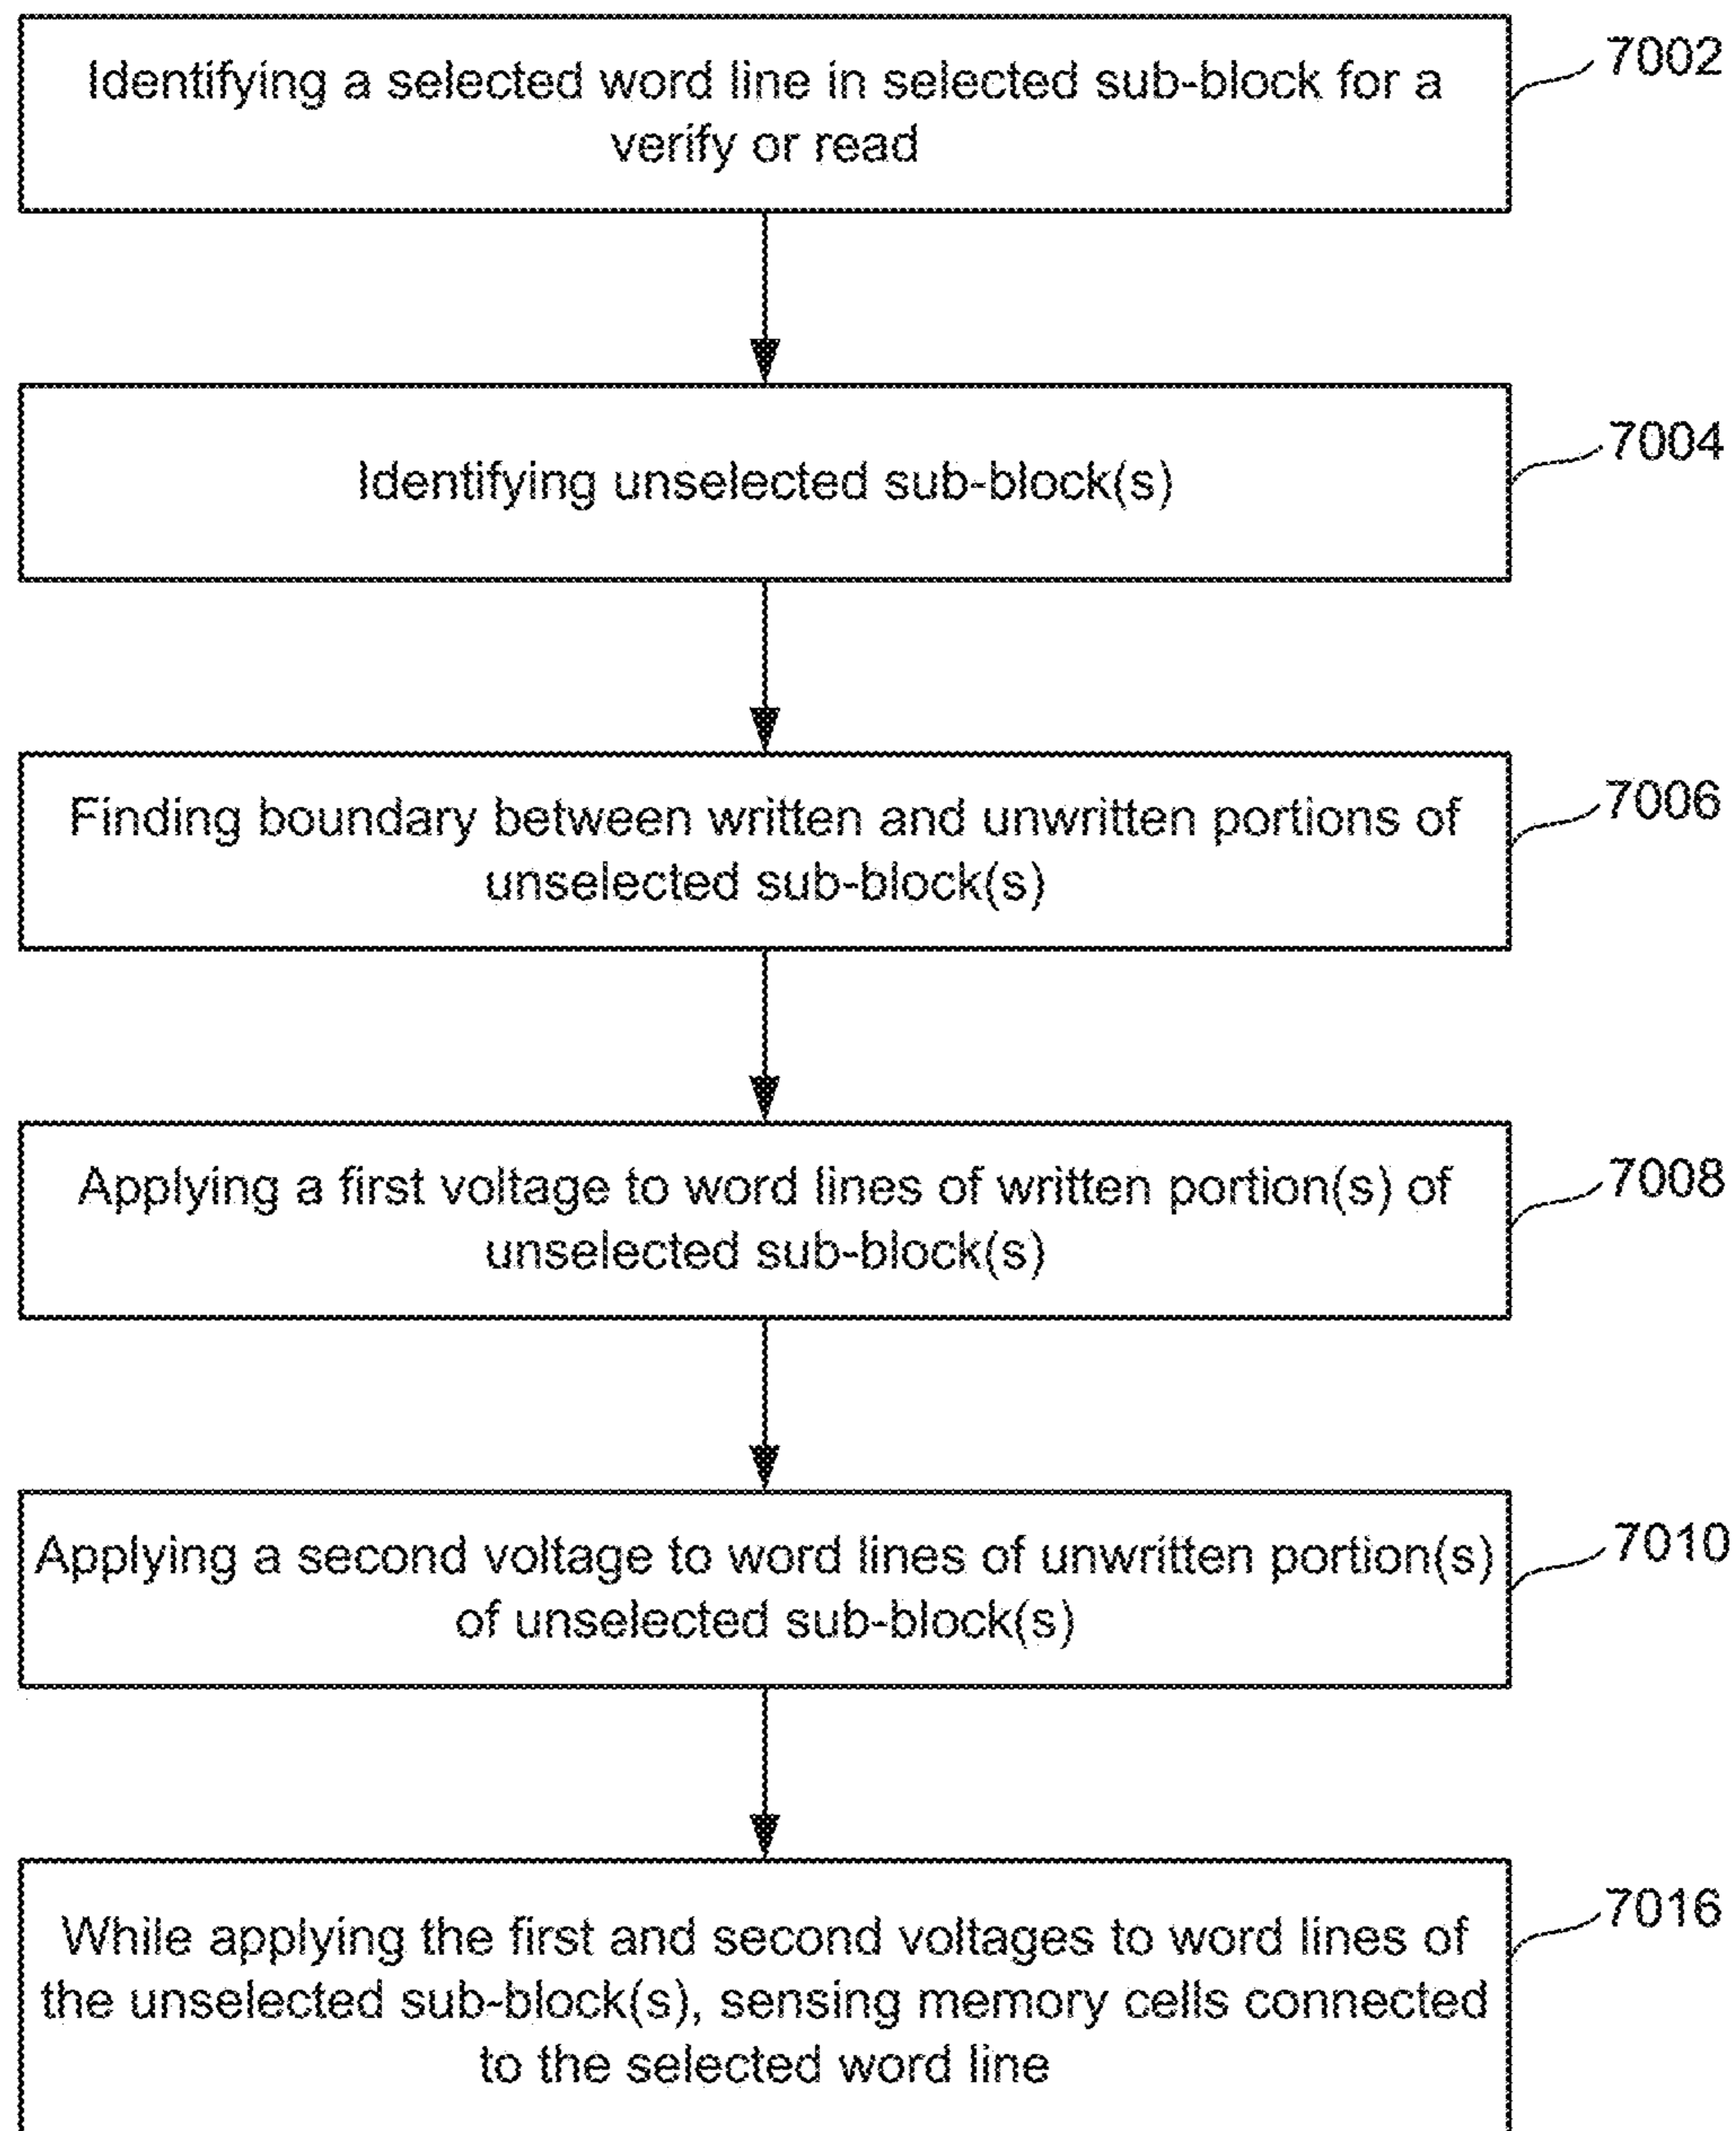 Identifying a selected word line in selected sub-block for a
verify or read
7002
Identifying unselected sub-block(s)
7004
Finding boundary between written and unwritten portions of
unselected sub-block(s)
7006
Applying a first voltage to word lines of written portion(s) of
unselected sub-block(s)
7008
Applying a second voltage to word lines of unwritten portion(s)
of unselected sub-block(s)
7010
While applying the first and second voltages to word lines of
the unselected sub-block(s), sensing memory cells connected
to the selected word line
7016